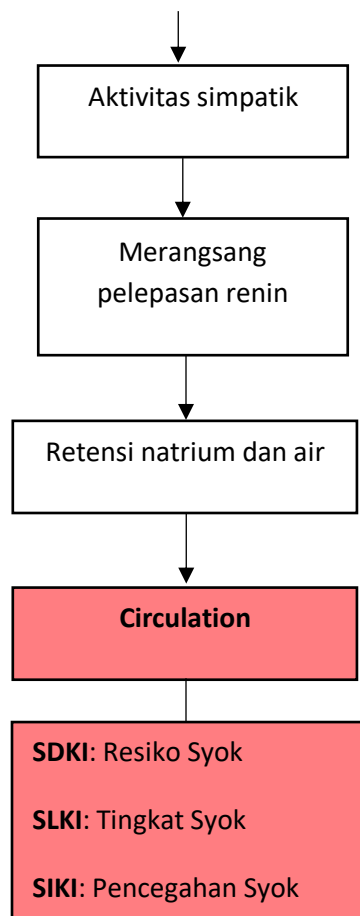 Aktivitas simpatik
Merangsang
pelepasan renin
Retensi natrium dan air
Circulation
SDKI: Resiko Syok
SLKI: Tingkat Syok
SIKI: Pencegahan Syok